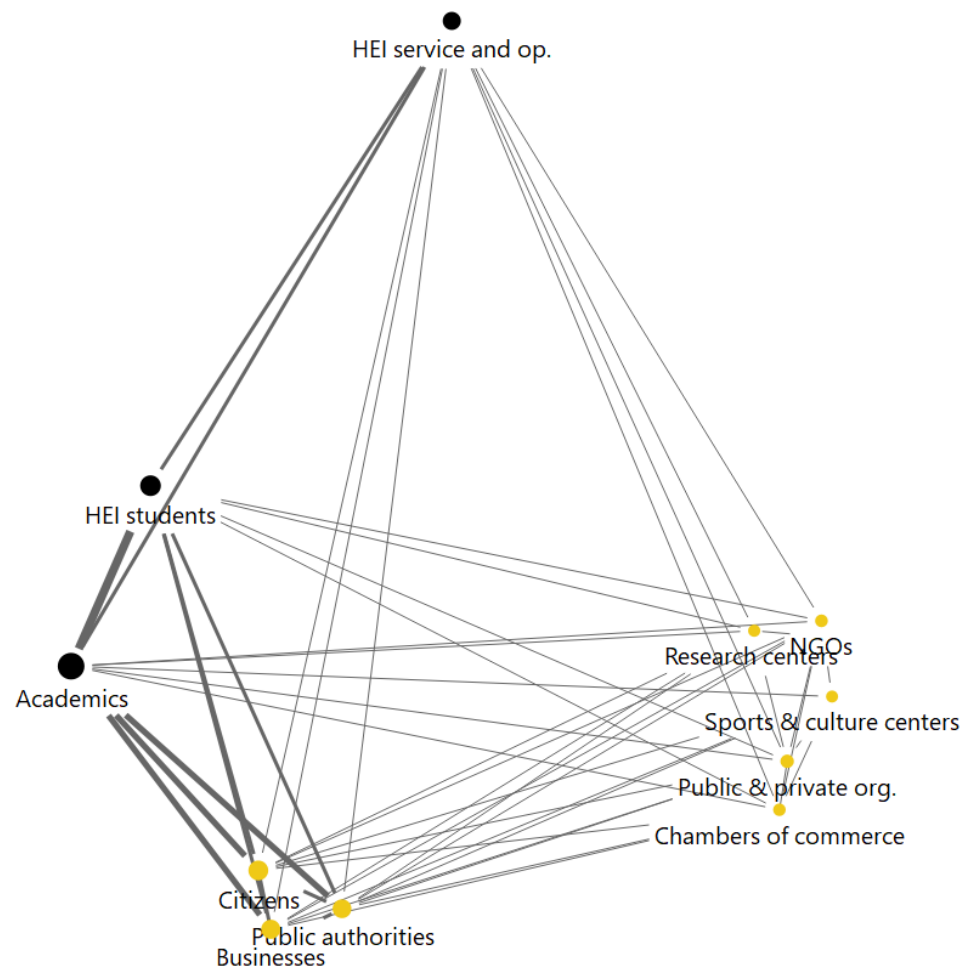 HEI service and op.
HEI students
Academics
NGOs
Research centers
Sports & culture centers
Public & private org.
Chambers of commerce
Citizens
Public authorities
Businesses